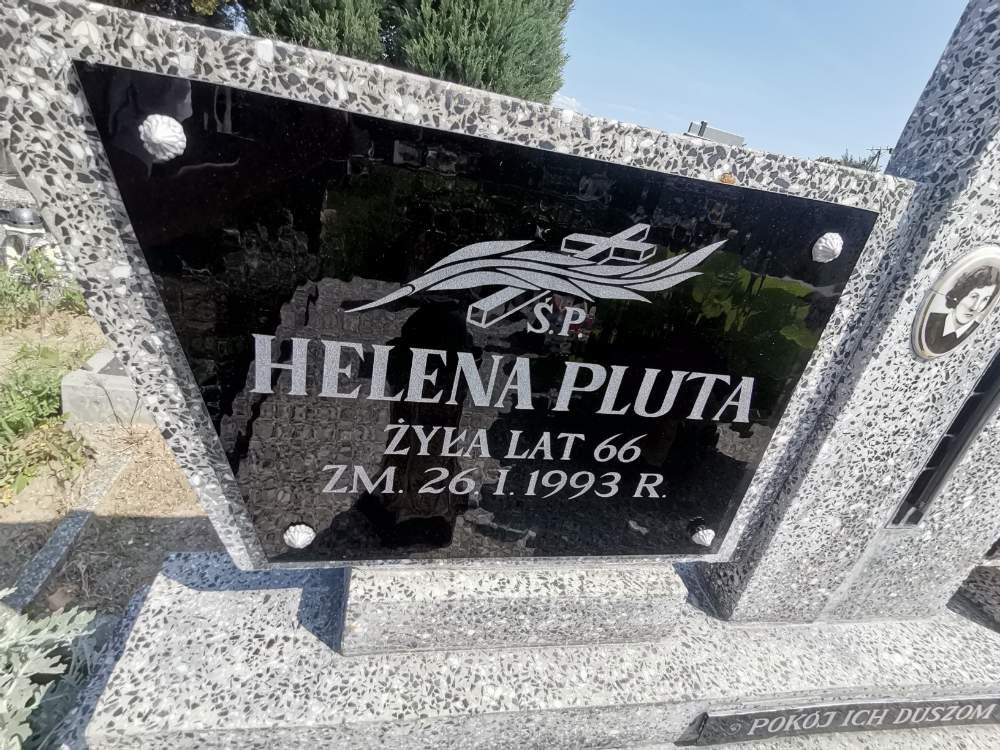 Ś.P.
HELENA PLUTA
ŻYŁA LAT 66
ZM. 26 I. 1993 R.
POKÓJ ICH DUSZOM